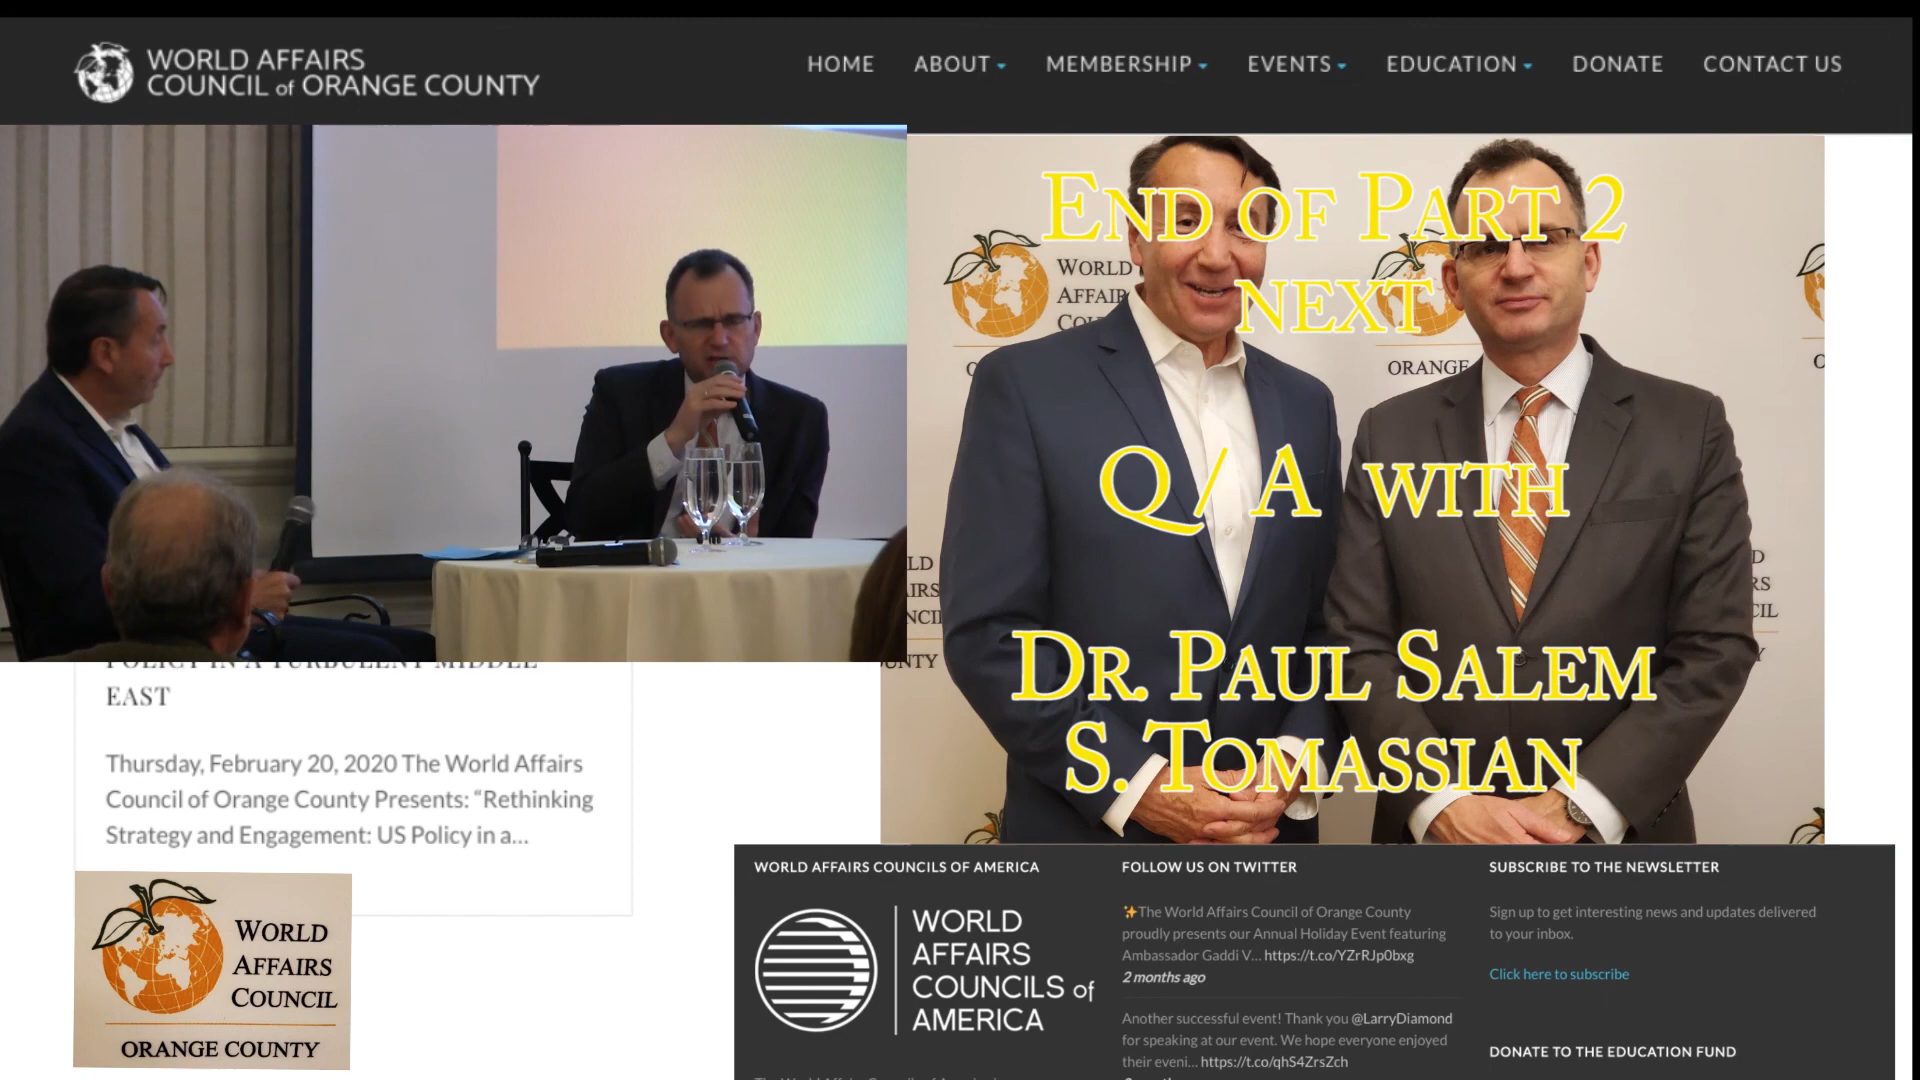 WORLD AFFAIRS
COUNCIL of ORANGE COUNTY
HOME ABOUT MEMBERSHIP EVENTS EDUCATION DONATE CONTACT US
END OF PART 2
NEXT
Q / A WITH
DR. PAUL SALEM
S. TOMASSIAN
WORLD
ORANGE
POLICY IN A TURBULENT MIDDLE
EAST
Thursday, February 20, 2020 The World Affairs
Council of Orange County Presents: “Rethinking
Strategy and Engagement: US Policy in a...
WORLD
AFFAIRS
COUNCIL
ORANGE COUNTY
WORLD AFFAIRS COUNCILS OF AMERICA
WORLD
AFFAIRS
COUNCILS of
AMERICA
FOLLOW US ON TWITTER
✨The World Affairs Council of Orange County
proudly presents our Annual Holiday Event featuring
Ambassador Gaddi V... https://t.co/YZrRJp0bxg
2 months ago
Another successful event! Thank you @LarryDiamond
for speaking at our event. We hope everyone enjoyed
their eveni... https://t.co/qhS4ZrsZch
SUBSCRIBE TO THE NEWSLETTER
Sign up to get interesting news and updates delivered
to your inbox.
Click here to subscribe
DONATE TO THE EDUCATION FUND